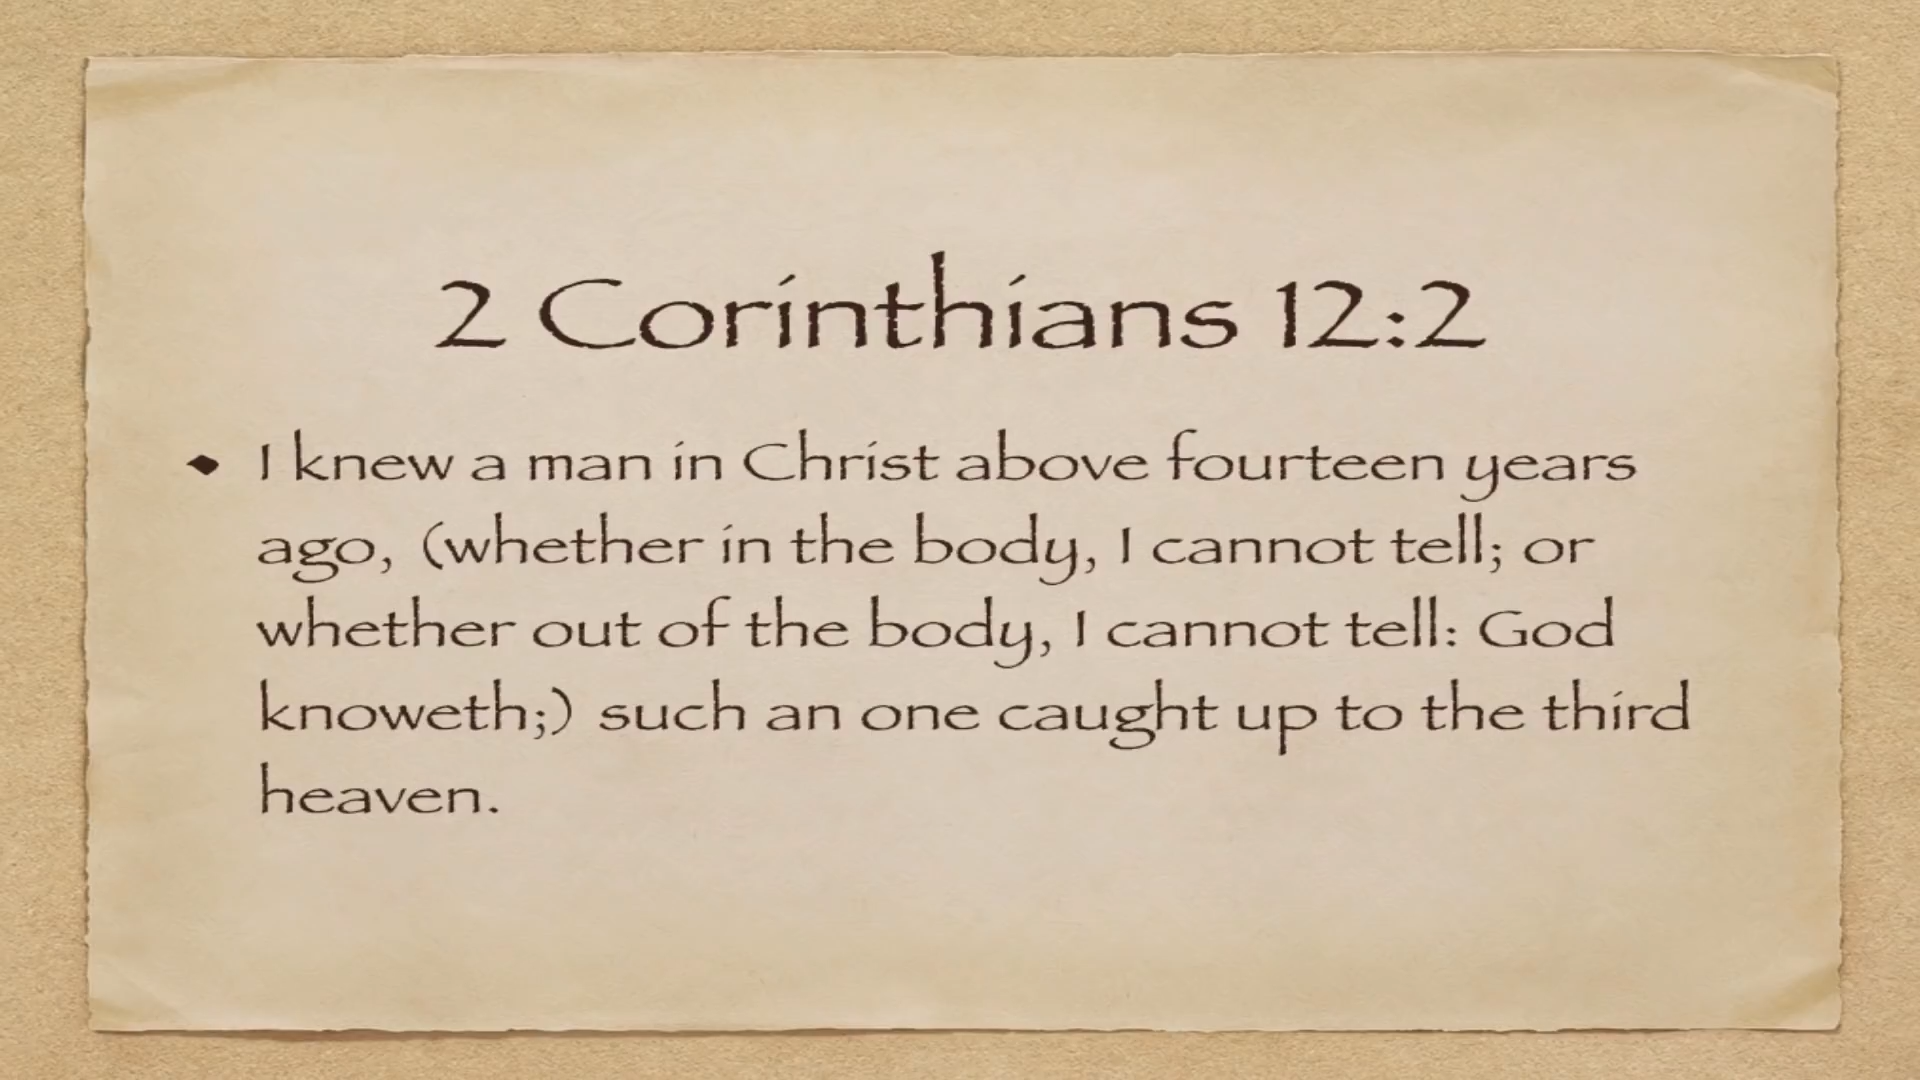 2 Corinthians 12:2
• I knew a man in Christ above fourteen years
ago, (whether in the body, I cannot tell; or
whether out of the body, I cannot tell: God
knoweth;) such an one caught up to the third
heaven.